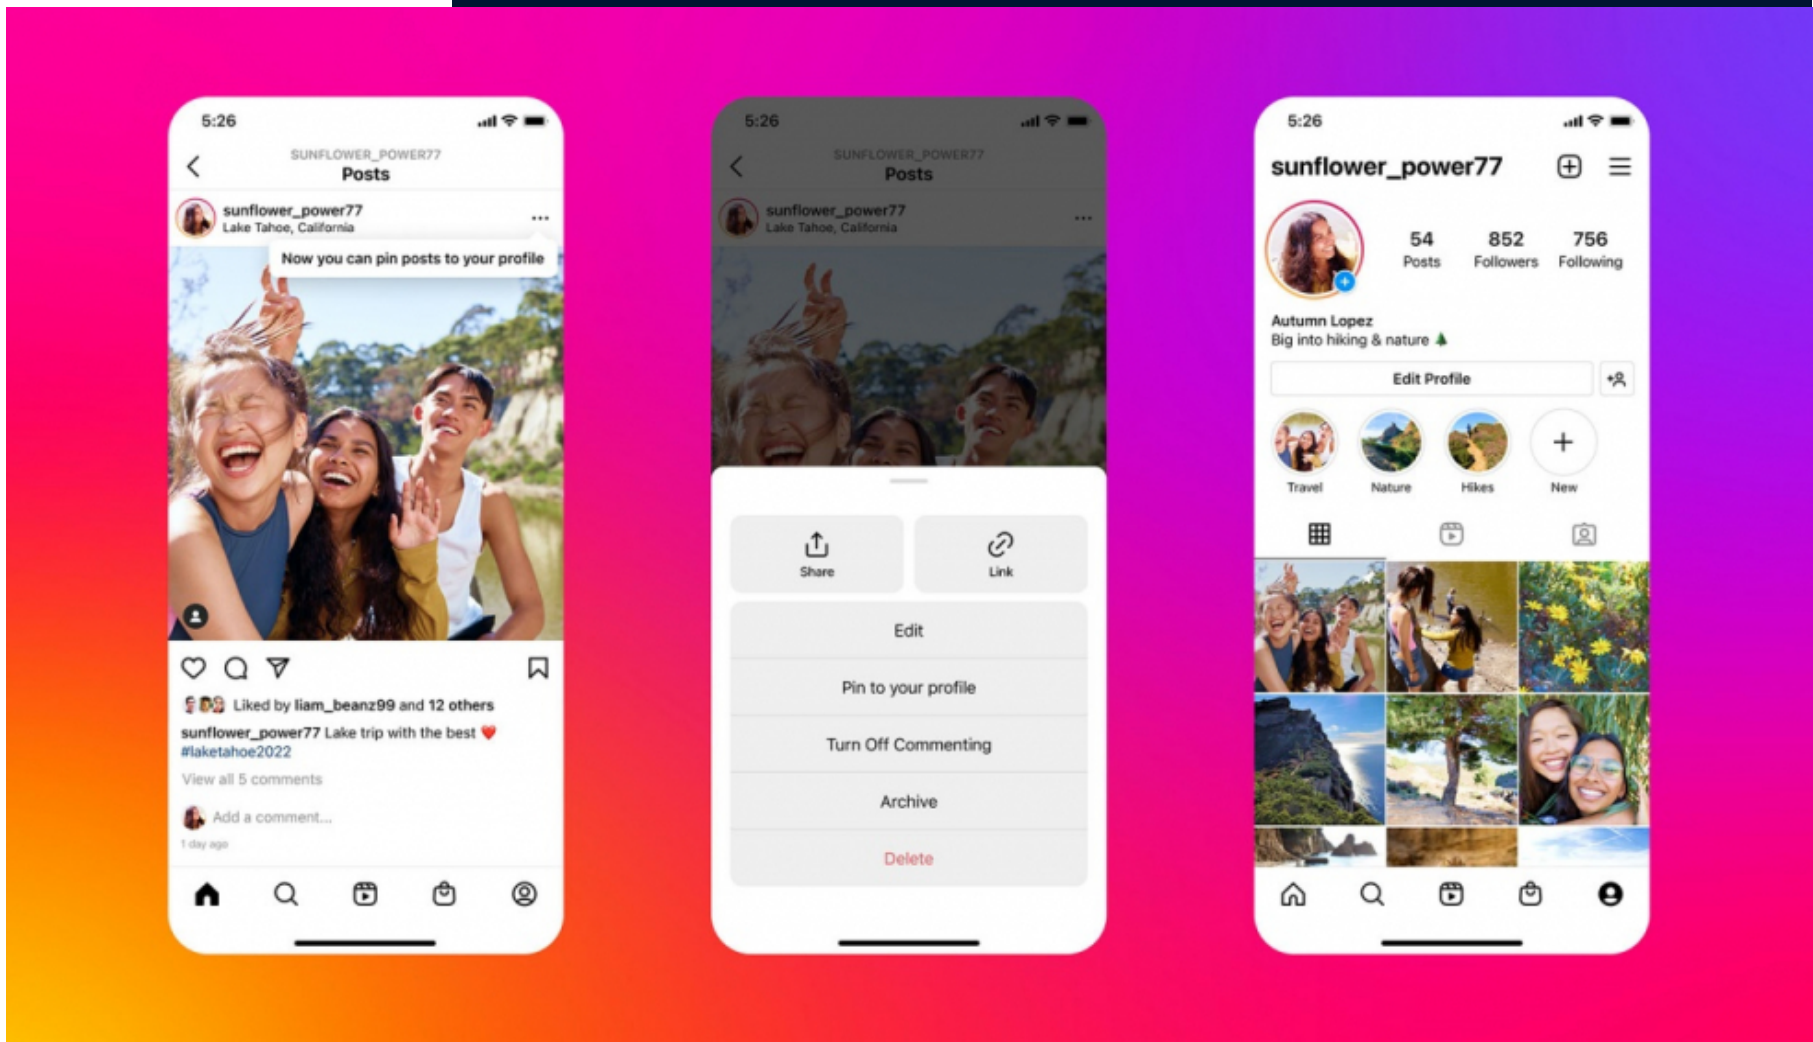 5:26
SUNFLOWER_POWER77
Posts
sunflower_power77
Lake Tahoe, California
Now you can pin posts to your profile
Liked by liam_beanz99 and 12 others
sunflower_power77 Lake trip with the best
#laketahoe2022
View all 5 comments
Add a comment...
1 day ago
5:26
SUNFLOWER_POWER77
Posts
sunflower_power77
Lake Tahoe, California
Share
Link
Edit
Pin to your profile
Turn Off Commenting
Archive
Delete
5:26
sunflower_power77
54 852 756
Posts Followers Following
Autumn Lopez
Big into hiking & nature
Edit Profile
Travel Nature Hikes New